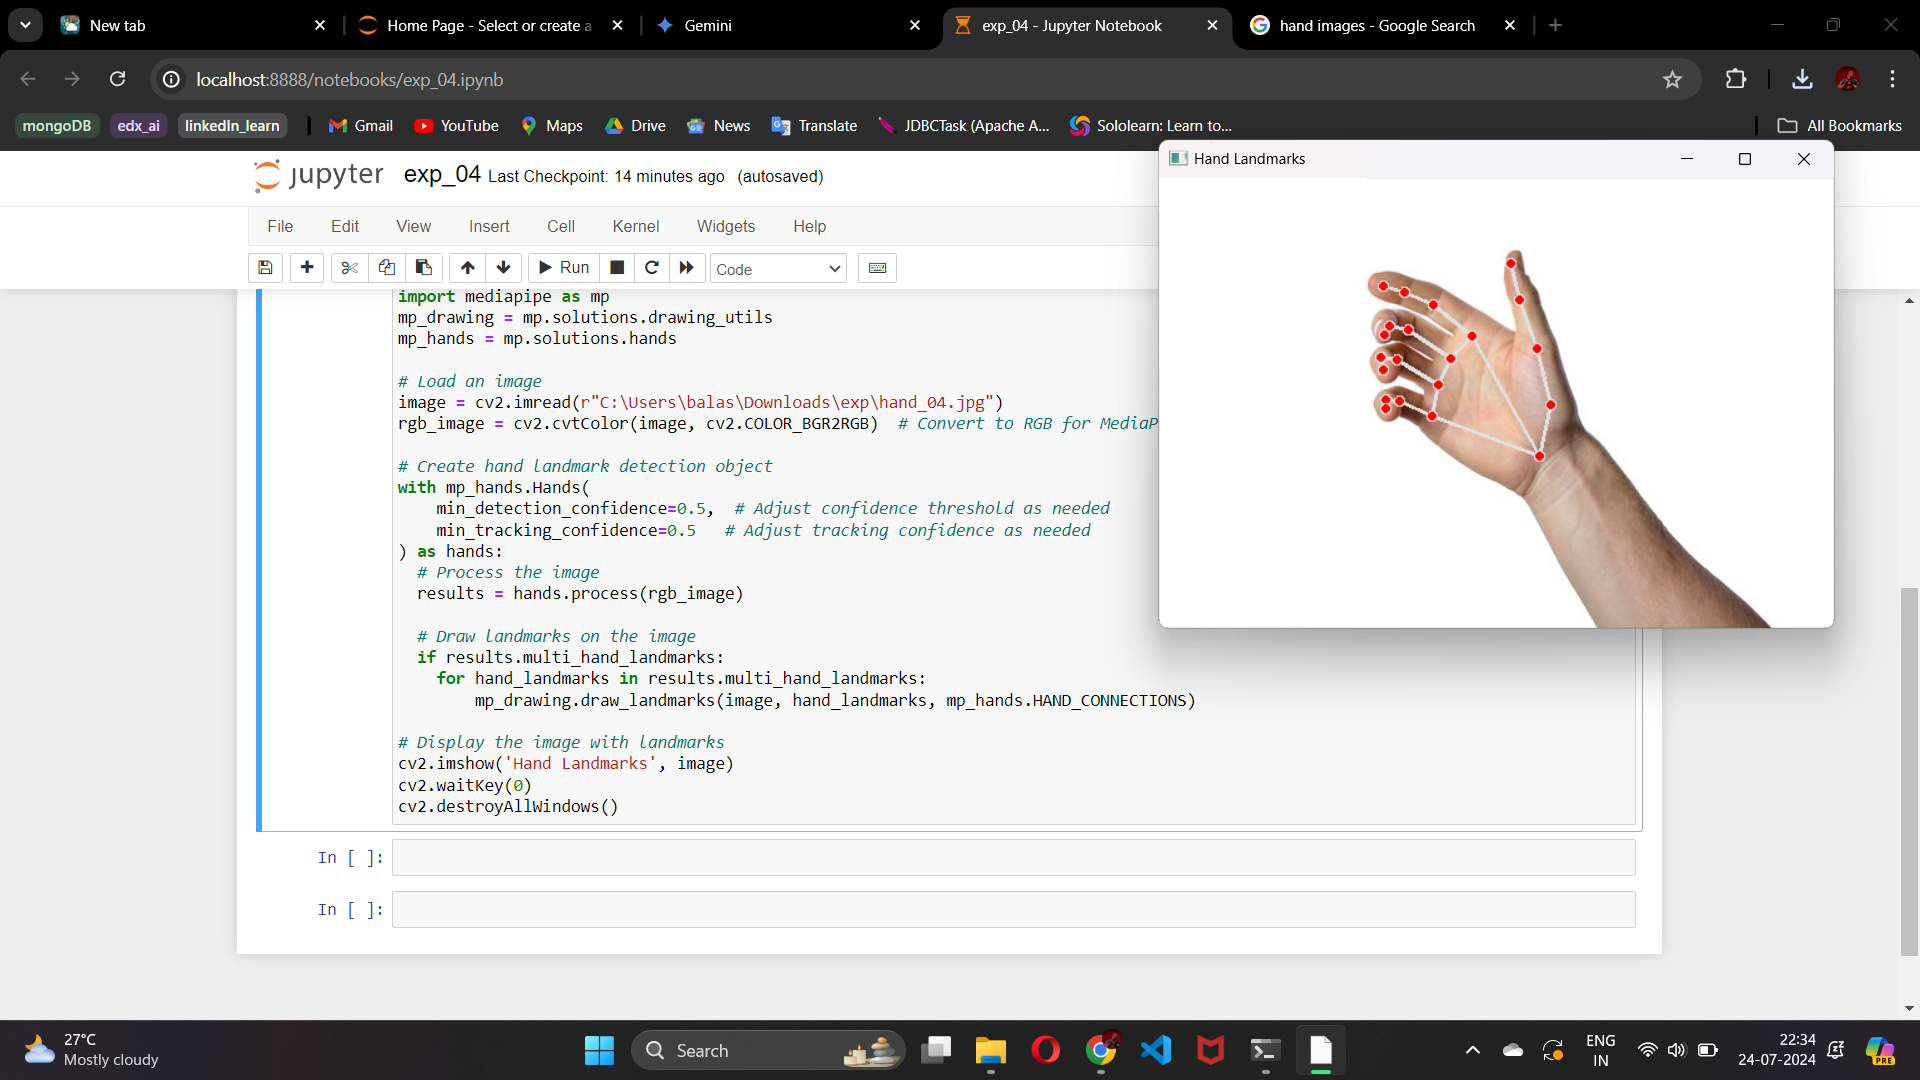 New tab
Home Page - Select or create a
Gemini
exp_04 - Jupyter Notebook
hand images - Google Search
localhost:8888/notebooks/exp_04.ipynb
mongoDB
edx_ai
linkedln_learn
Gmail
YouTube
Maps
Drive
News
Translate
JDBCTask (Apache A...
Sololearn: Learn to...
All Bookmarks
Hand Landmarks
jupyter exp_04 Last Checkpoint: 14 minutes ago (autosaved)
File Edit View Insert Cell Kernel Widgets Help
Run Code
import mediapipe as mp
mp_drawing = mp.solutions.drawing_utils
mp_hands = mp.solutions.hands
# Load an image
image = cv2.imread(r"C:\Users\balas\Downloads\exp\hand_04.jpg")
rgb_image = cv2.cvtColor(image, cv2.COLOR_BGR2RGB)  # Convert to RGB for MediaP
# Create hand landmark detection object
with mp_hands.Hands(
    min_detection_confidence=0.5,  # Adjust confidence threshold as needed
    min_tracking_confidence=0.5   # Adjust tracking confidence as needed
) as hands:
  # Process the image
  results = hands.process(rgb_image)
  # Draw landmarks on the image
  if results.multi_hand_landmarks:
    for hand_landmarks in results.multi_hand_landmarks:
        mp_drawing.draw_landmarks(image, hand_landmarks, mp_hands.HAND_CONNECTIONS)
# Display the image with landmarks
cv2.imshow('Hand Landmarks', image)
cv2.waitKey(0)
cv2.destroyAllWindows()
In [ ]:
In [ ]:
27°C
Mostly cloudy
Search
ENG
IN
22:34
24-07-2024
PRE